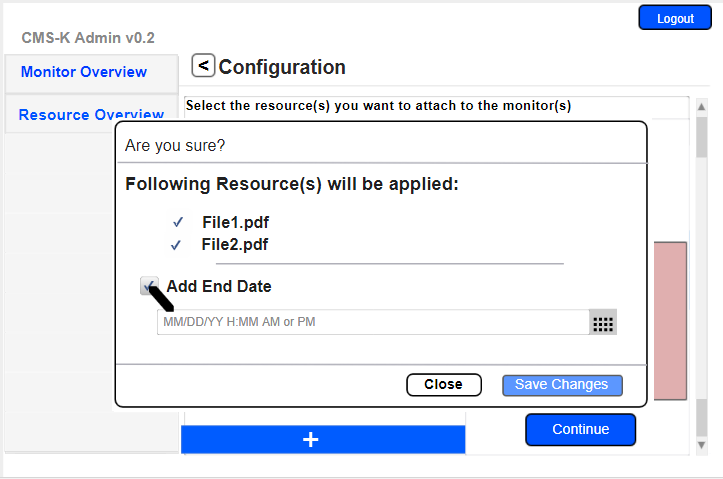 Logout
CMS-K Admin v0.2
Monitor Overview
< Configuration
Resource Overview
Select the resource(s) you want to attach to the monitor(s)
Are you sure?
Following Resource(s) will be applied:
File1.pdf
File2.pdf
Add End Date
MM/DD/YY H:MM AM or PM
Close
Save Changes
Continue
+